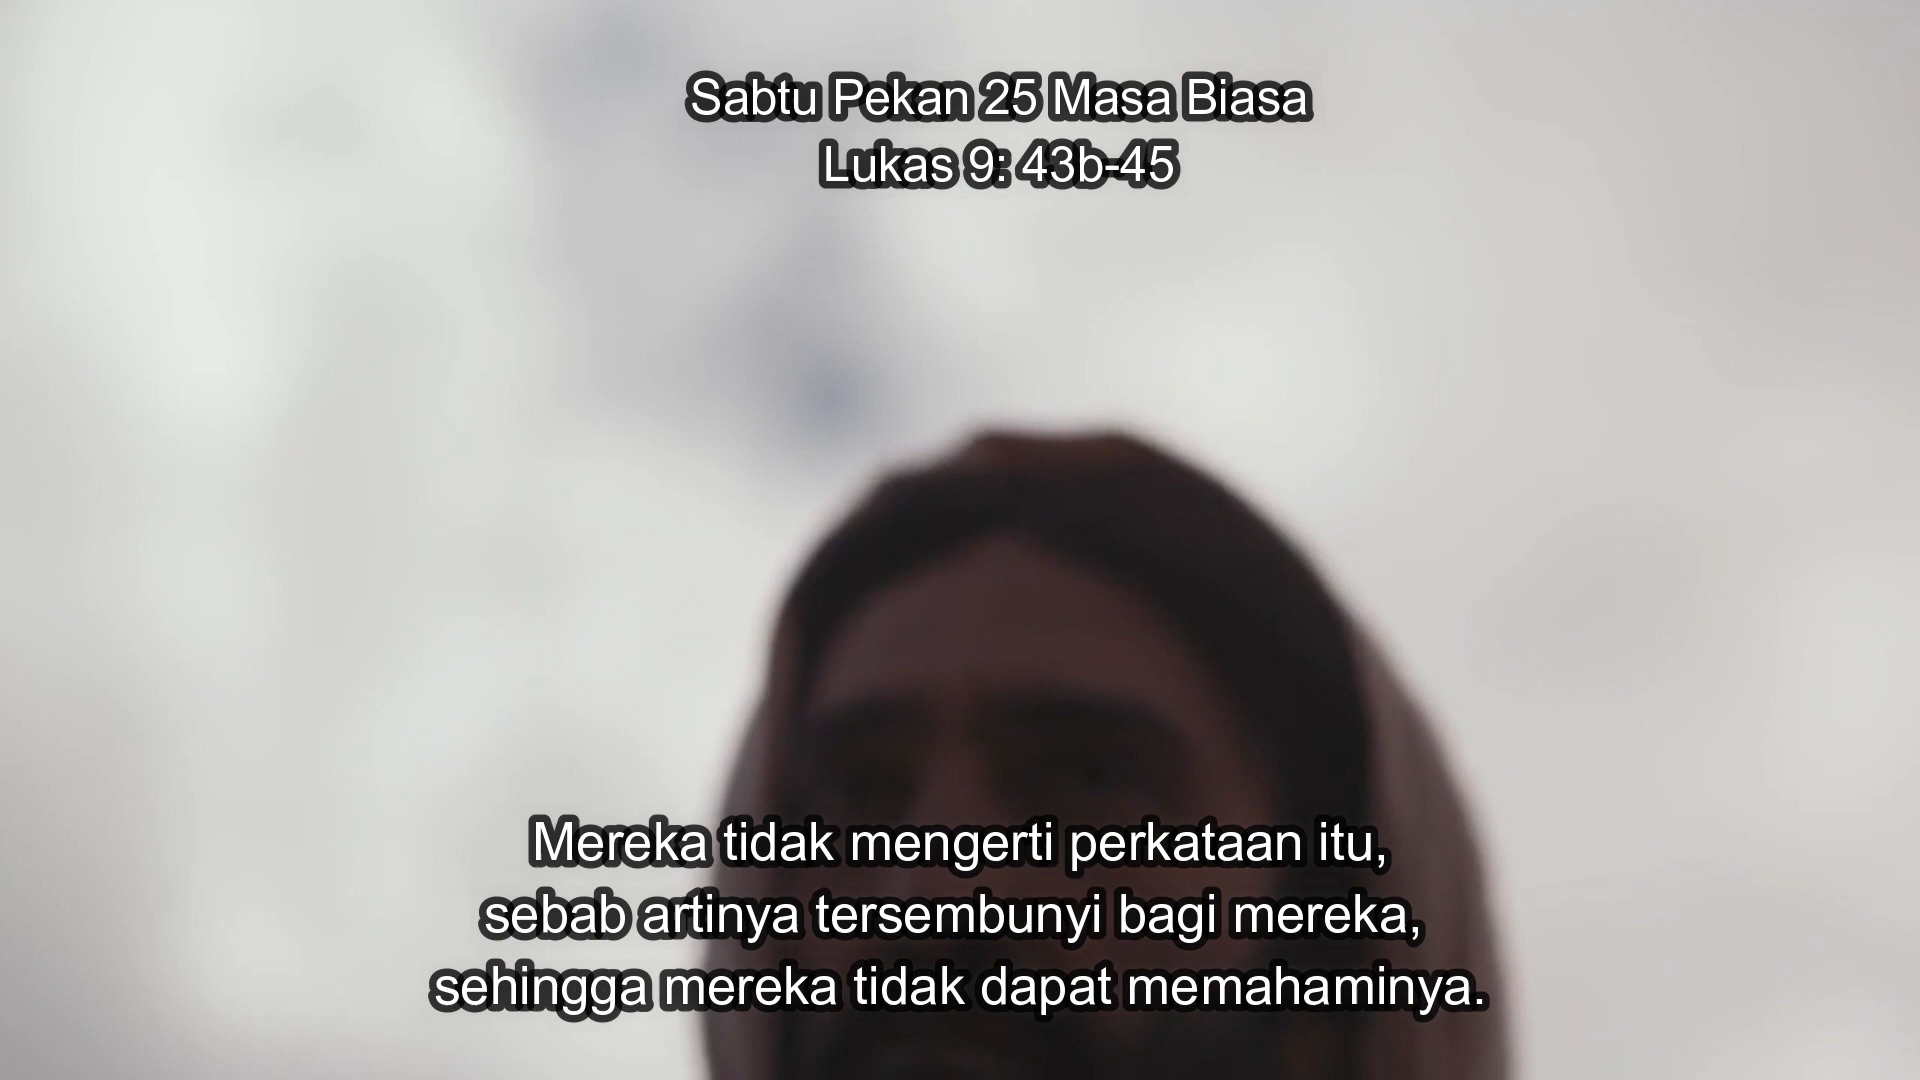 Sabtu Pekan 25 Masa Biasa
Lukas 9: 43b-45
Mereka tidak mengerti perkataan itu,
sebab artinya tersembunyi bagi mereka,
sehingga mereka tidak dapat memahaminya.